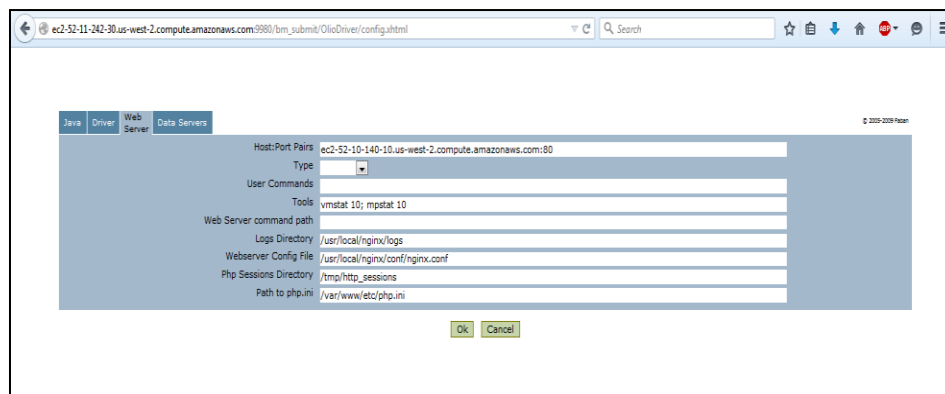 ec2-52-11-242-30.us-west-2.compute.amazonaws.com:9980/bm_submit/OlioDriver/config.xhtml
Search
ABP
Java Driver Web Server Data Servers
© 2005-2009 Faban
Host:Port Pairs ec2-52-10-140-10.us-west-2.compute.amazonaws.com:80
Type
User Commands
Tools vmstat 10; mpstat 10
Web Server command path
Logs Directory /usr/local/nginx/logs
Webserver Config File /usr/local/nginx/conf/nginx.conf
Php Sessions Directory /tmp/http_sessions
Path to php.ini /var/www/etc/php.ini
Ok Cancel